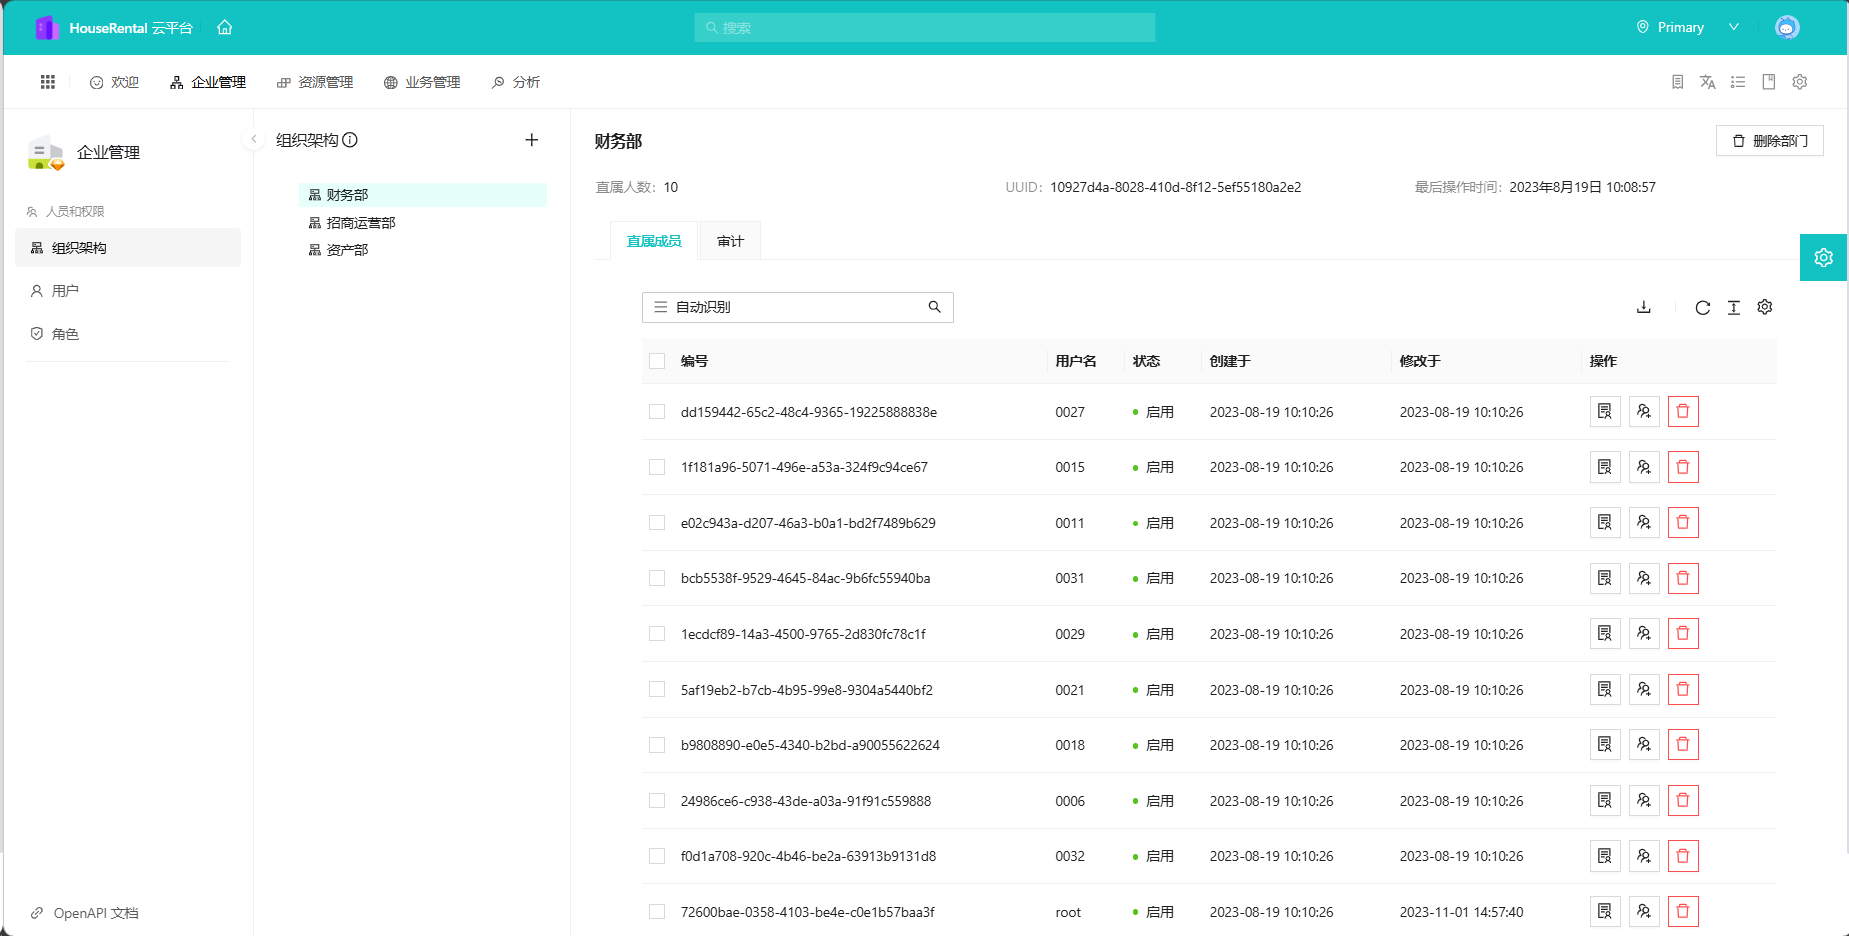 HouseRental 云平台
搜索
Primary
欢迎
企业管理
资源管理
业务管理
分析
企业管理
人员和权限
组织架构
用户
角色
OpenAPI 文档
组织架构
财务部
招商运营部
资产部
财务部
删除部门
直属人数: 10
UUID: 10927d4a-8028-410d-8f12-5ef55180a2e2
最后操作时间: 2023年8月19日 10:08:57
直属成员
审计
自动识别
编号 用户名 状态 创建于 修改于 操作
dd159442-65c2-48c4-9365-19225888838e 0027 启用 2023-08-19 10:10:26 2023-08-19 10:10:26
1f181a96-5071-496e-a53a-324f9c94ce67 0015 启用 2023-08-19 10:10:26 2023-08-19 10:10:26
e02c943a-d207-46a3-b0a1-bd2f7489b629 0011 启用 2023-08-19 10:10:26 2023-08-19 10:10:26
bcb5538f-9529-4645-84ac-9b6fc55940ba 0031 启用 2023-08-19 10:10:26 2023-08-19 10:10:26
1ecdcf89-14a3-4500-9765-2d830fc78c1f 0029 启用 2023-08-19 10:10:26 2023-08-19 10:10:26
5af19eb2-b7cb-4b95-99e8-9304a5440bf2 0021 启用 2023-08-19 10:10:26 2023-08-19 10:10:26
b9808890-e0e5-4340-b2bd-a90055622624 0018 启用 2023-08-19 10:10:26 2023-08-19 10:10:26
24986ce6-c938-43de-a03a-91f91c559888 0006 启用 2023-08-19 10:10:26 2023-08-19 10:10:26
f0d1a708-920c-4b46-be2a-63913b9131d8 0032 启用 2023-08-19 10:10:26 2023-08-19 10:10:26
72600bae-0358-4103-be4e-c0e1b57baa3f root 启用 2023-08-19 10:10:26 2023-11-01 14:57:40